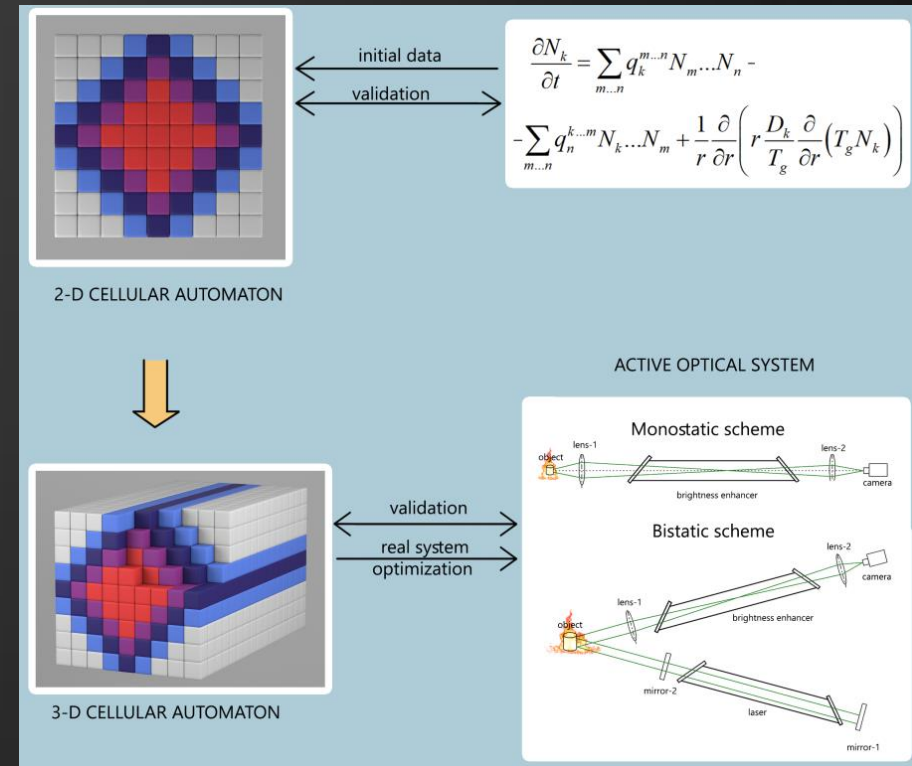 initial data
validation
∂N_k/∂t = ∑_{m...n} q_k^{m...n} N_m...N_n -
-∑_{m...n} q_n^{k...m} N_k...N_m + 1/r ∂/∂r (r D_k/T_g ∂/∂r (T_g N_k))
2-D CELLULAR AUTOMATON
ACTIVE OPTICAL SYSTEM
Monostatic scheme
object
lens-1
lens-2
camera
brightness enhancer
validation
real system
optimization
Bistatic scheme
lens-2
camera
lens-1
brightness enhancer
object
mirror-2
laser
mirror-1
3-D CELLULAR AUTOMATON